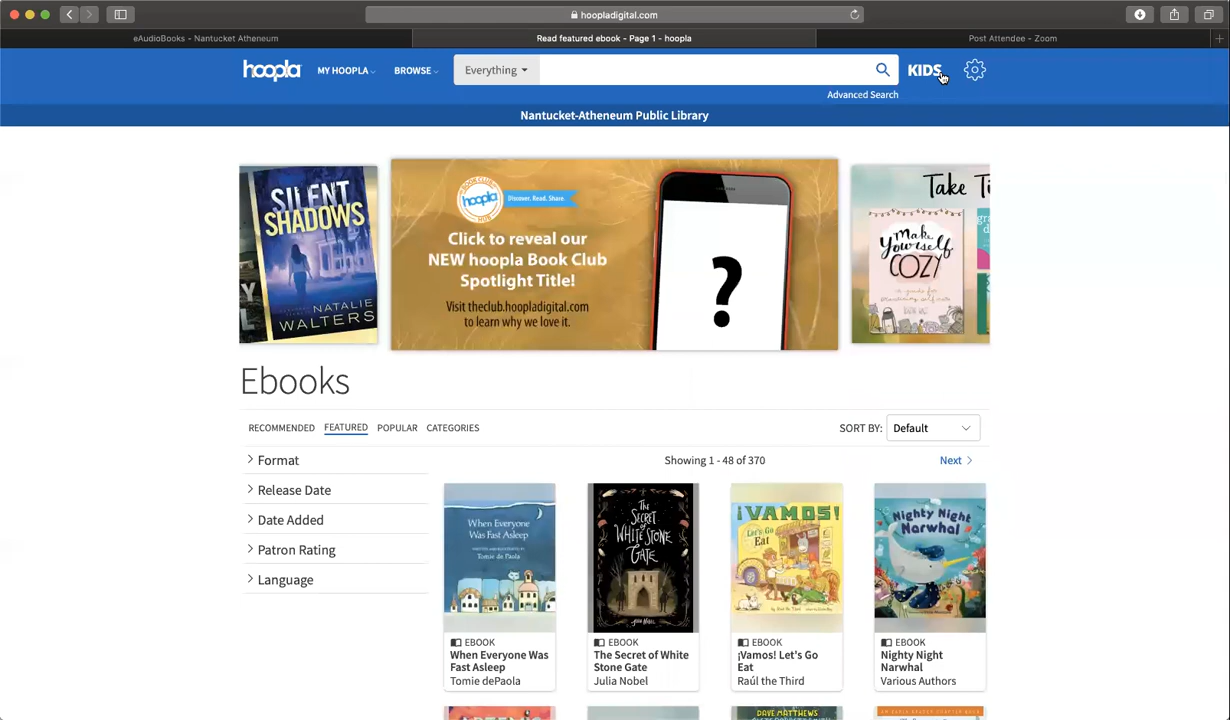 hoopladigital.com
eAudioBooks - Nantucket Atheneum
Read featured ebook - Page 1 - hoopla
Post Attendee - Zoom
hoopla
MY HOOPLA
BROWSE
Everything
KIDS
Advanced Search
Nantucket-Atheneum Public Library
SILENT
SHADOWS
NATALIE
WALTERS
BOOK CLUB
hoopla
HUB
Discover. Read. Share.
Click to reveal our
NEW hoopla Book Club
Spotlight Title!
Visit theclub.hoopladigital.com
to learn why we love it.
?
Take Ti
Make
Yourself
COZY
Ebooks
RECOMMENDED
FEATURED
POPULAR
CATEGORIES
SORT BY:
Default
Format
Release Date
Date Added
Patron Rating
Language
Showing 1 - 48 of 370
Next
When Everyone
Was Fast Asleep
Tomie dePaola
EBOOK
When Everyone Was
Fast Asleep
Tomie dePaola
The
SECRET
of
WHITE STONE
GATE
EBOOK
The Secret of White
Stone Gate
Julia Nobel
¡VAMOS!
Let's Go
Eat
EBOOK
¡Vamos! Let's Go
Eat
Raúl the Third
Nighty Night
Narwhal
EBOOK
Nighty Night
Narwhal
Various Authors
DAVE MATTHEWS